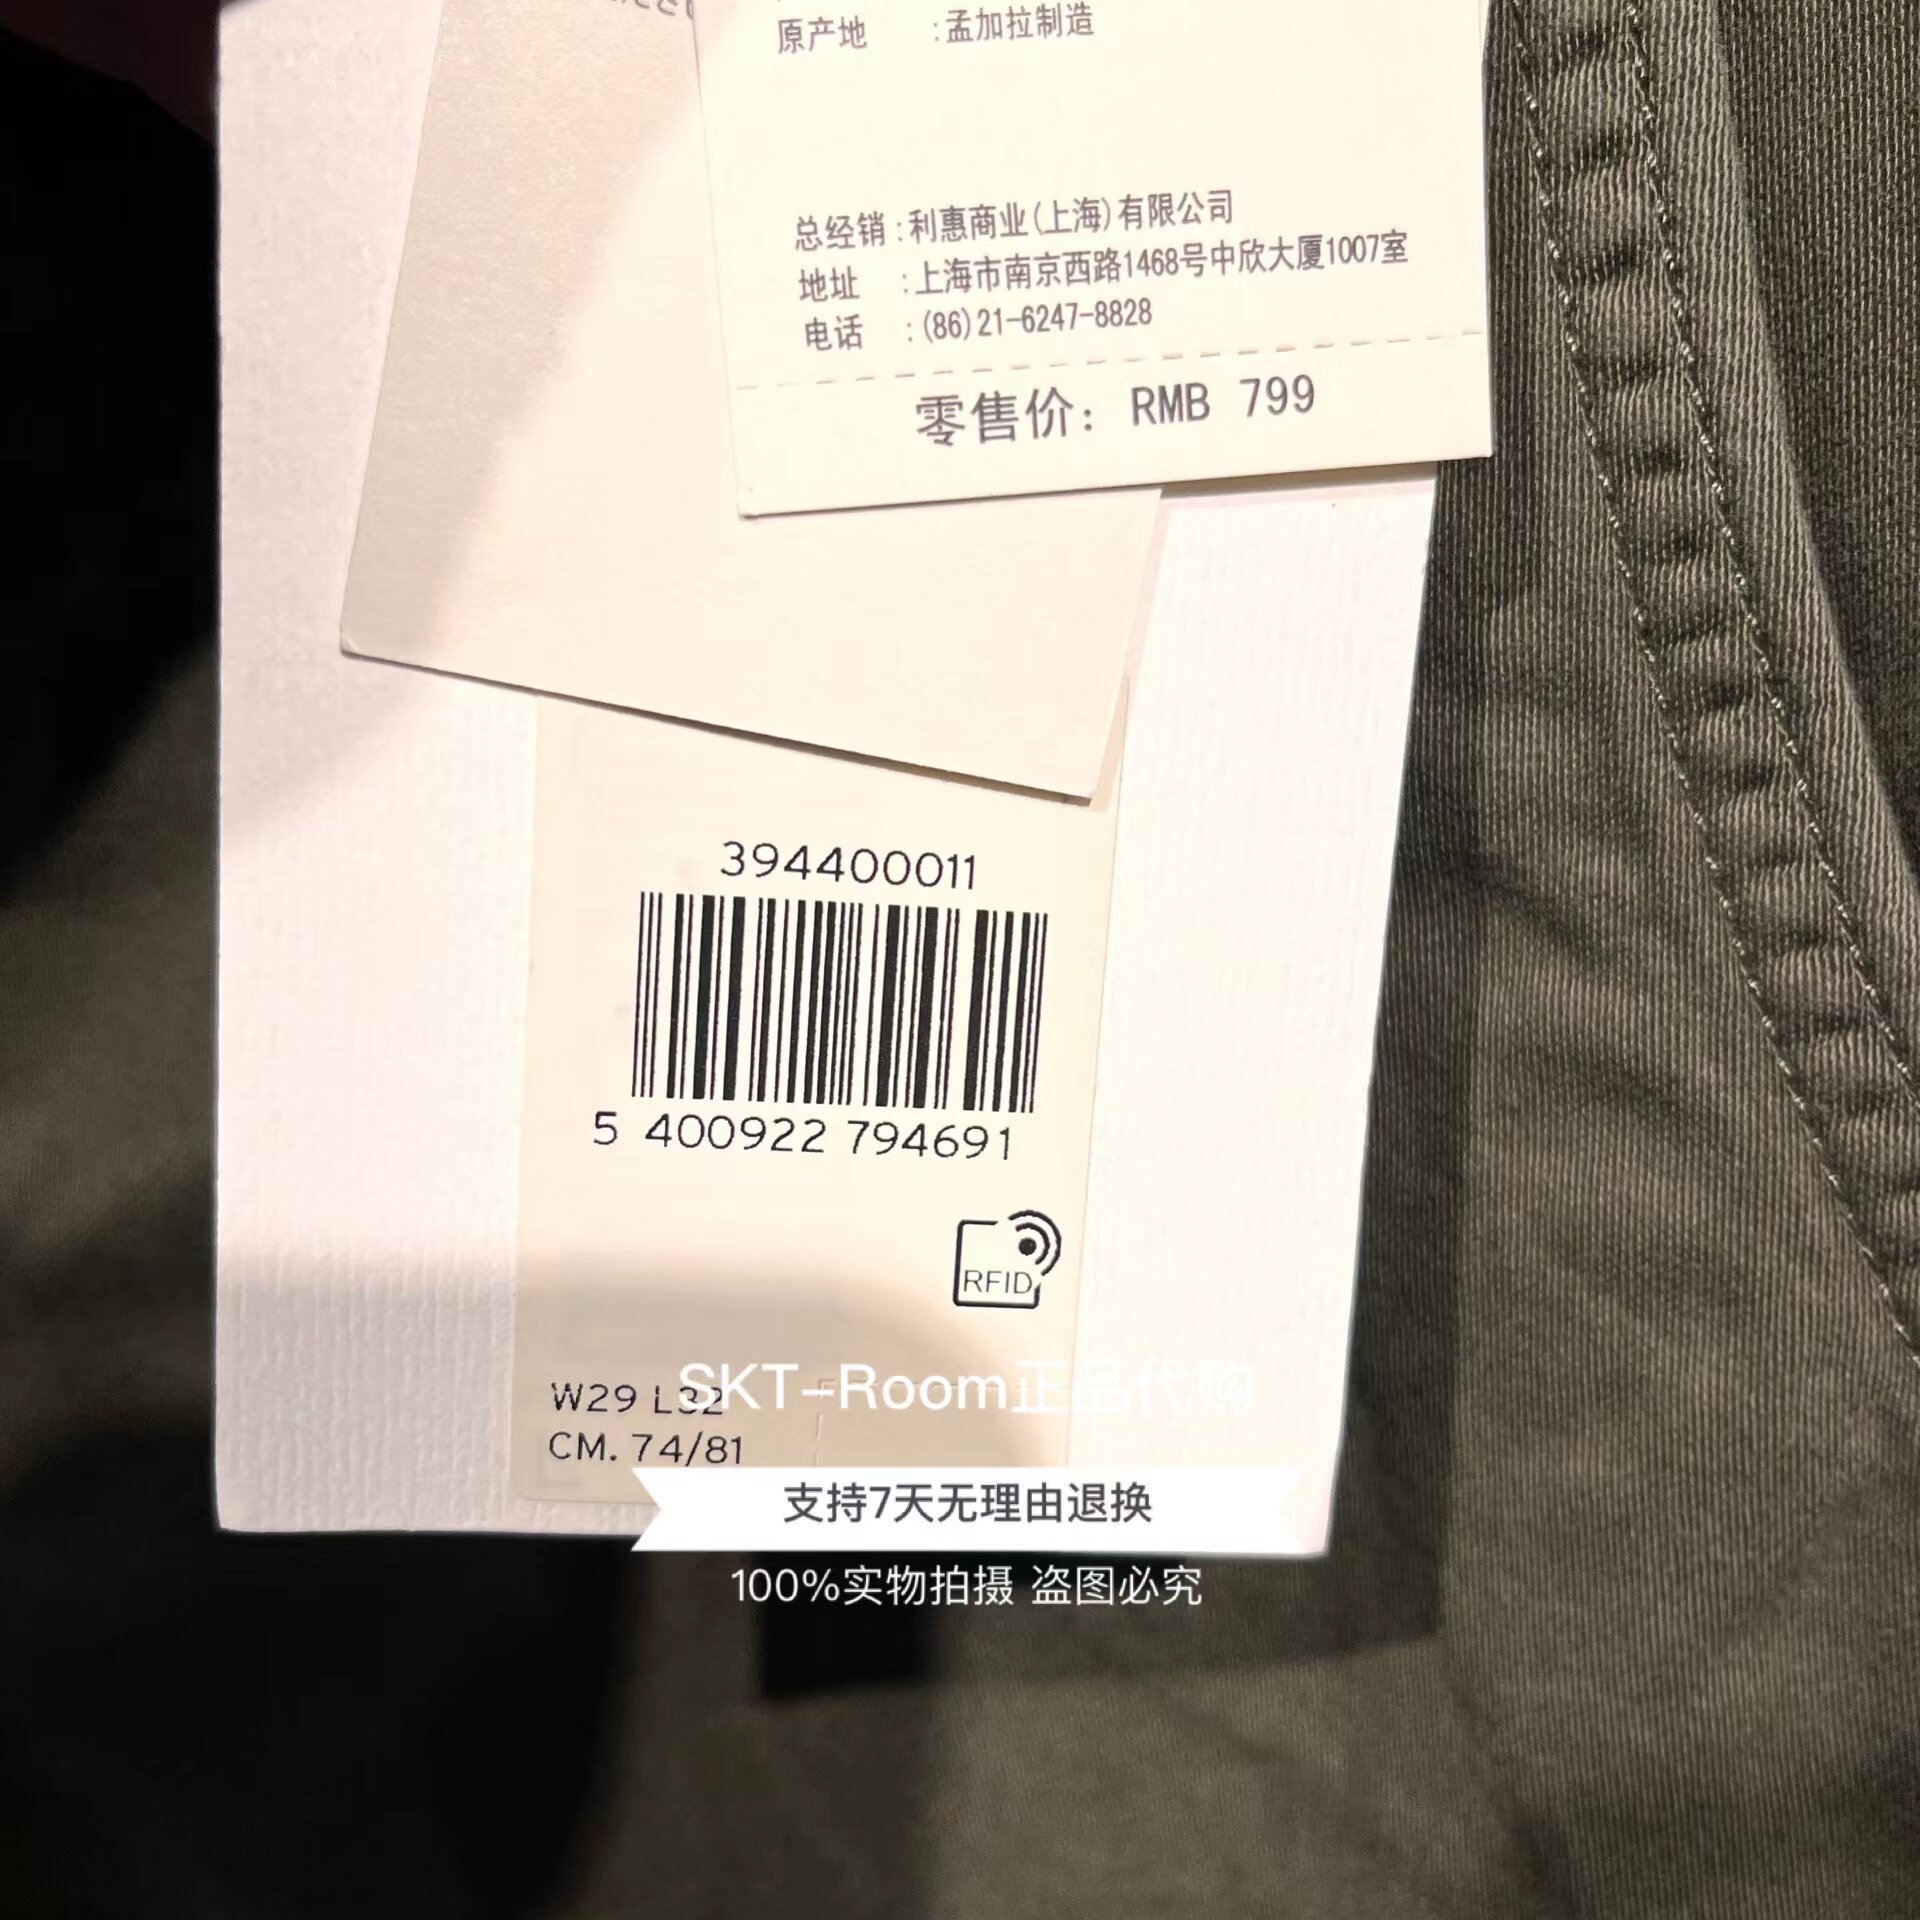 原产地 :孟加拉制造
总经销:利惠商业(上海)有限公司
地址 :上海市南京西路1468号中欣大厦1007室
电话 :(86)21-6247-8828
零售价: RMB 799
394400011
5 400922 794691
RFID
W29 L32
SKT-Room正品代购
CM. 74/81
支持7天无理由退换
100%实物拍摄 盗图必究